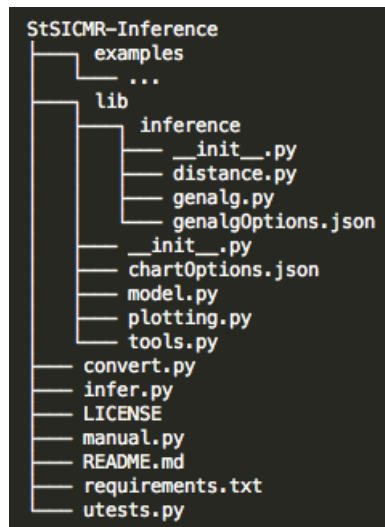 StSICMR-Inference
examples
...
lib
inference
__init__.py
distance.py
genalg.py
genalgOptions.json
__init__.py
chartOptions.json
model.py
plotting.py
tools.py
convert.py
infer.py
LICENSE
manual.py
README.md
requirements.txt
utests.py